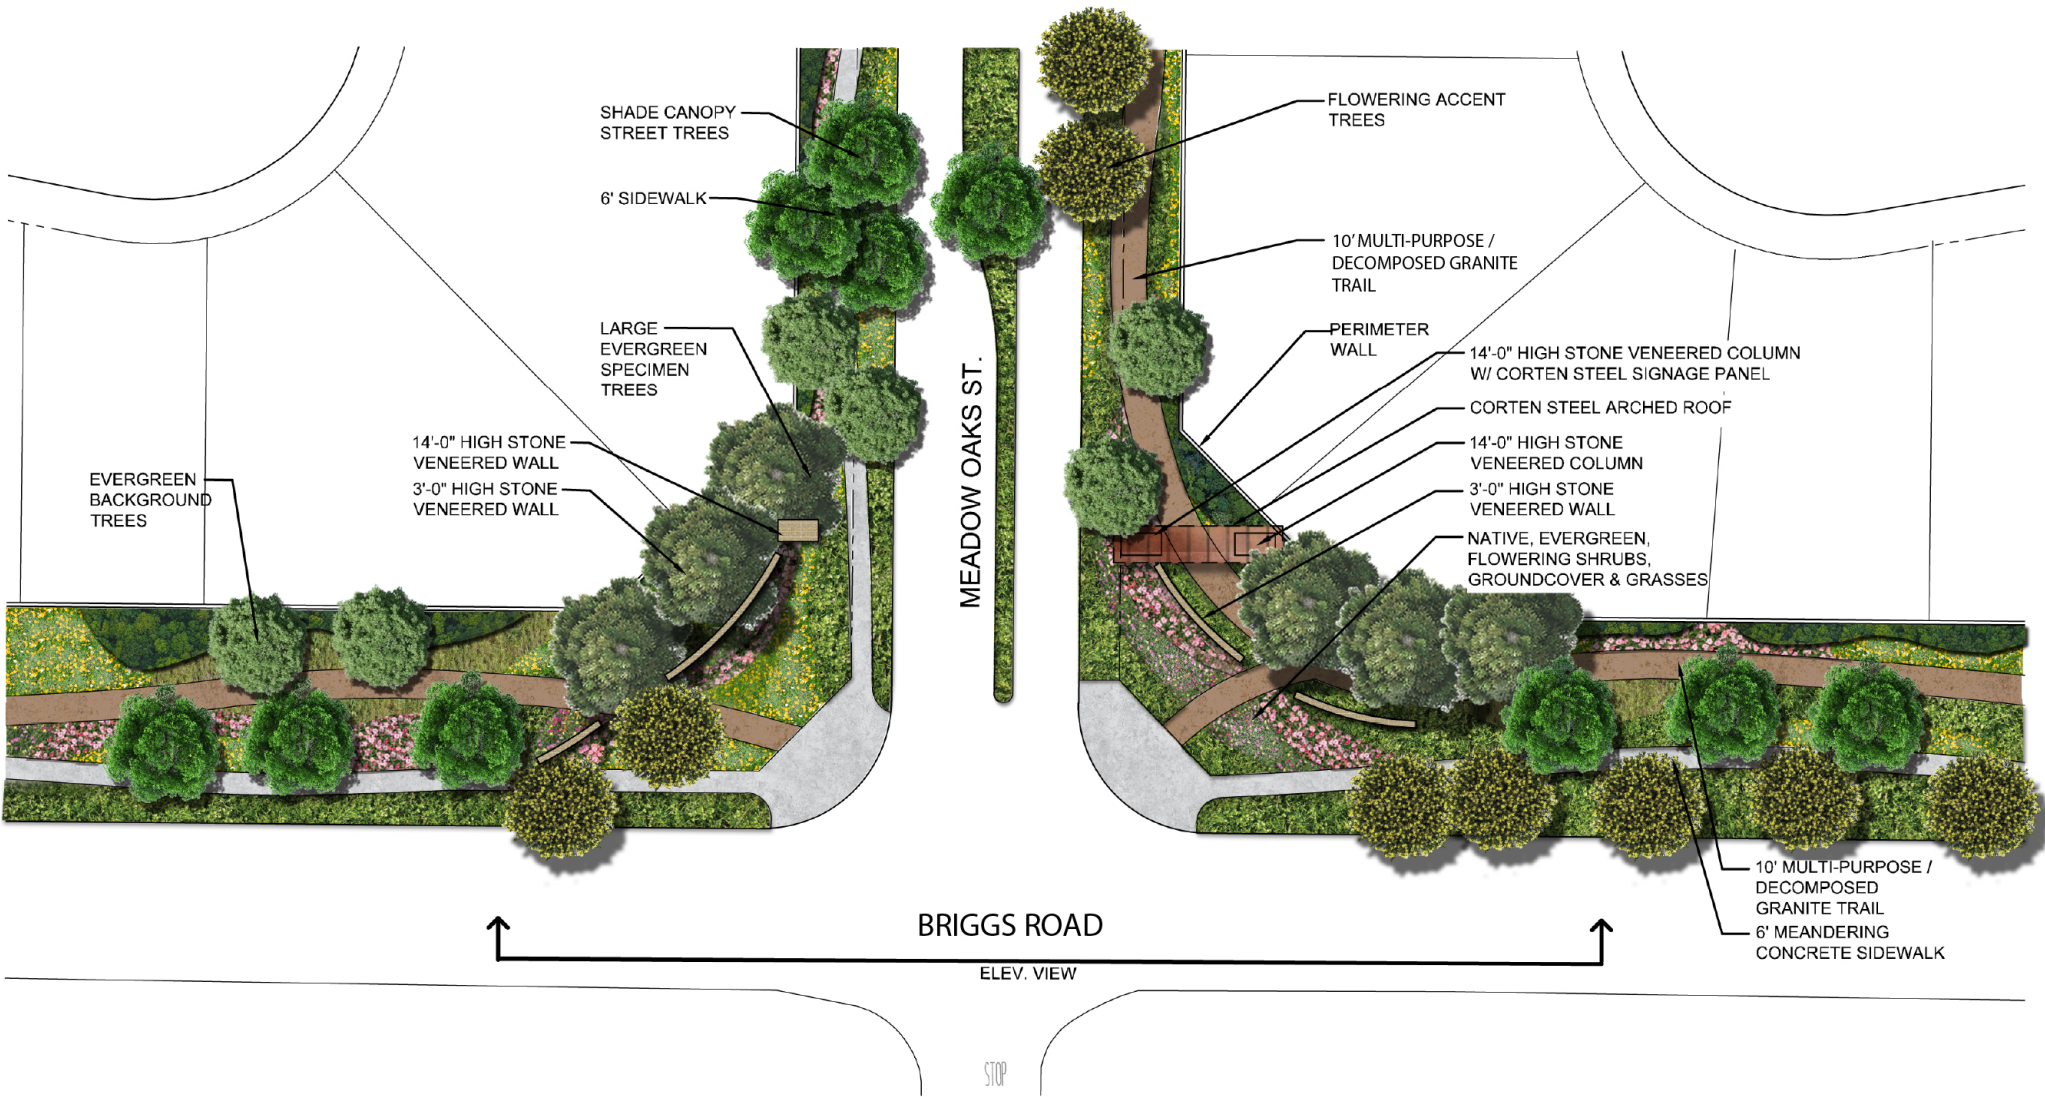 SHADE CANOPY
STREET TREES
6' SIDEWALK
LARGE
EVERGREEN
SPECIMEN
TREES
14'-0" HIGH STONE
VENEERED WALL
3'-0" HIGH STONE
VENEERED WALL
EVERGREEN
BACKGROUND
TREES
MEADOW OAKS ST.
FLOWERING ACCENT
TREES
10' MULTI-PURPOSE /
DECOMPOSED GRANITE
TRAIL
PERIMETER
WALL
14'-0" HIGH STONE VENEERED COLUMN
W/ CORTEN STEEL SIGNAGE PANEL
CORTEN STEEL ARCHED ROOF
14'-0" HIGH STONE
VENEERED COLUMN
3'-0" HIGH STONE
VENEERED WALL
NATIVE, EVERGREEN,
FLOWERING SHRUBS,
GROUNDCOVER & GRASSES
10' MULTI-PURPOSE /
DECOMPOSED
GRANITE TRAIL
6' MEANDERING
CONCRETE SIDEWALK
BRIGGS ROAD
ELEV. VIEW
STOP